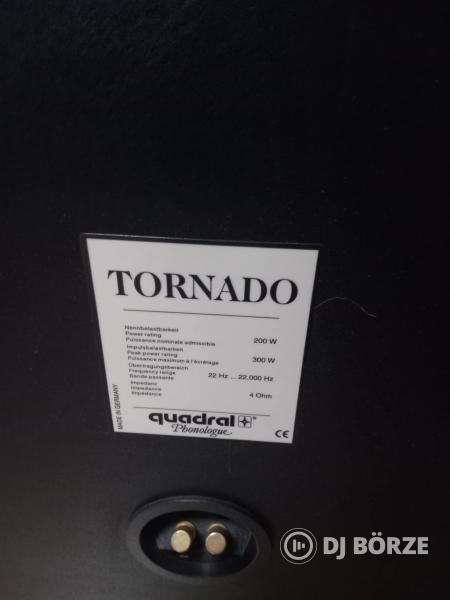 TORNADO
Nennbelastbarkeit
Power rating
Puissance nominale admissible 200 W
Impulsbelastbarkeit
Peak power rating 300 W
Puissance maximum à l'écrêtage
Übertragungsbereich
Frequency range 22 Hz ... 22.000 Hz
Bande passante
Impedanz
Impedance 4 Ohm
Impédance
MADE IN GERMANY
quadral®
Phonologue
CE
DJ BÖRZE